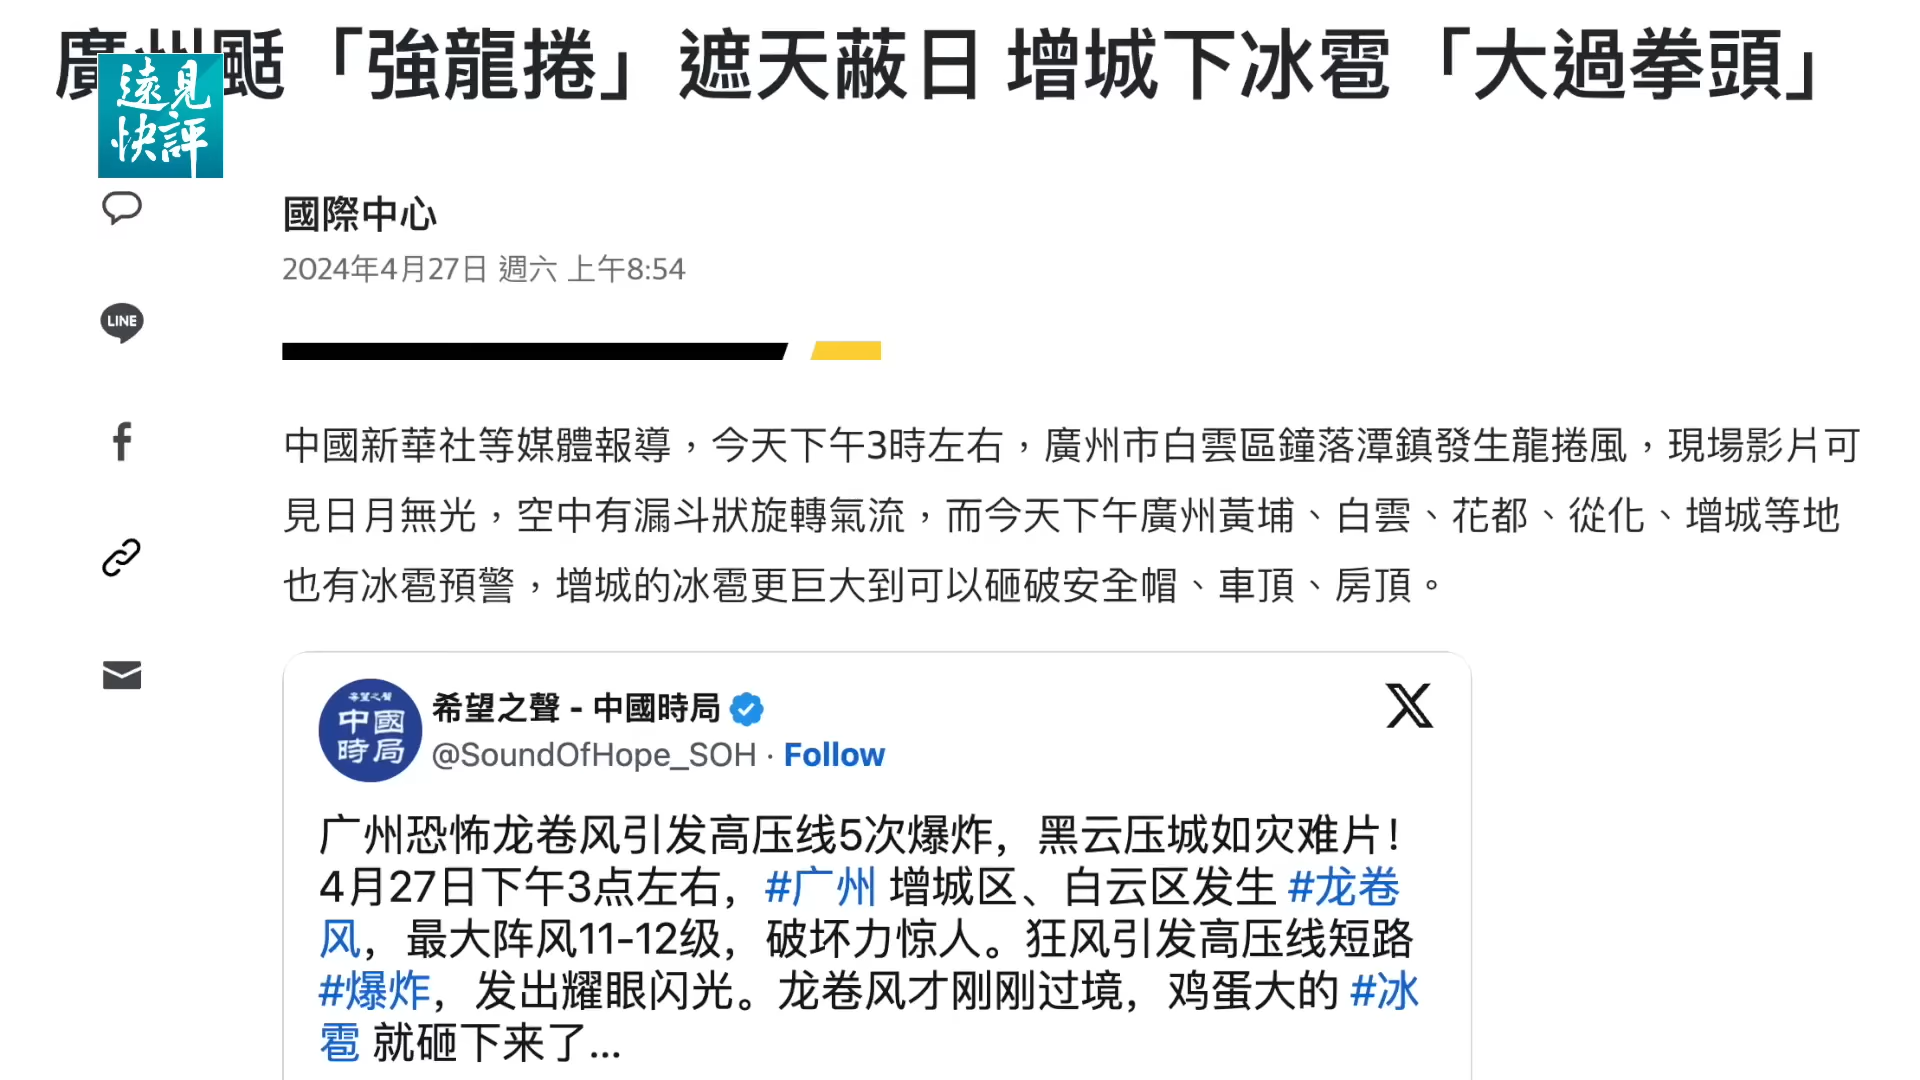 廣州颳「強龍捲」遮天蔽日 增城下冰雹「大過拳頭」
遠見
快評
國際中心
2024年4月27日 週六 上午8:54
LINE
中國新華社等媒體報導，今天下午3時左右，廣州市白雲區鐘落潭鎮發生龍捲風，現場影片可
見日月無光，空中有漏斗狀旋轉氣流，而今天下午廣州黃埔、白雲、花都、從化、增城等地
也有冰雹預警，增城的冰雹更巨大到可以砸破安全帽、車頂、房頂。
希望之聲
中國
時局
希望之聲 - 中國時局
@SoundOfHope_SOH · Follow
广州恐怖龙卷风引发高压线5次爆炸，黑云压城如灾难片！
4月27日下午3点左右，#广州 增城区、白云区发生 #龙卷
风，最大阵风11-12级，破坏力惊人。狂风引发高压线短路
#爆炸，发出耀眼闪光。龙卷风才刚刚过境，鸡蛋大的 #冰
雹 就砸下来了...